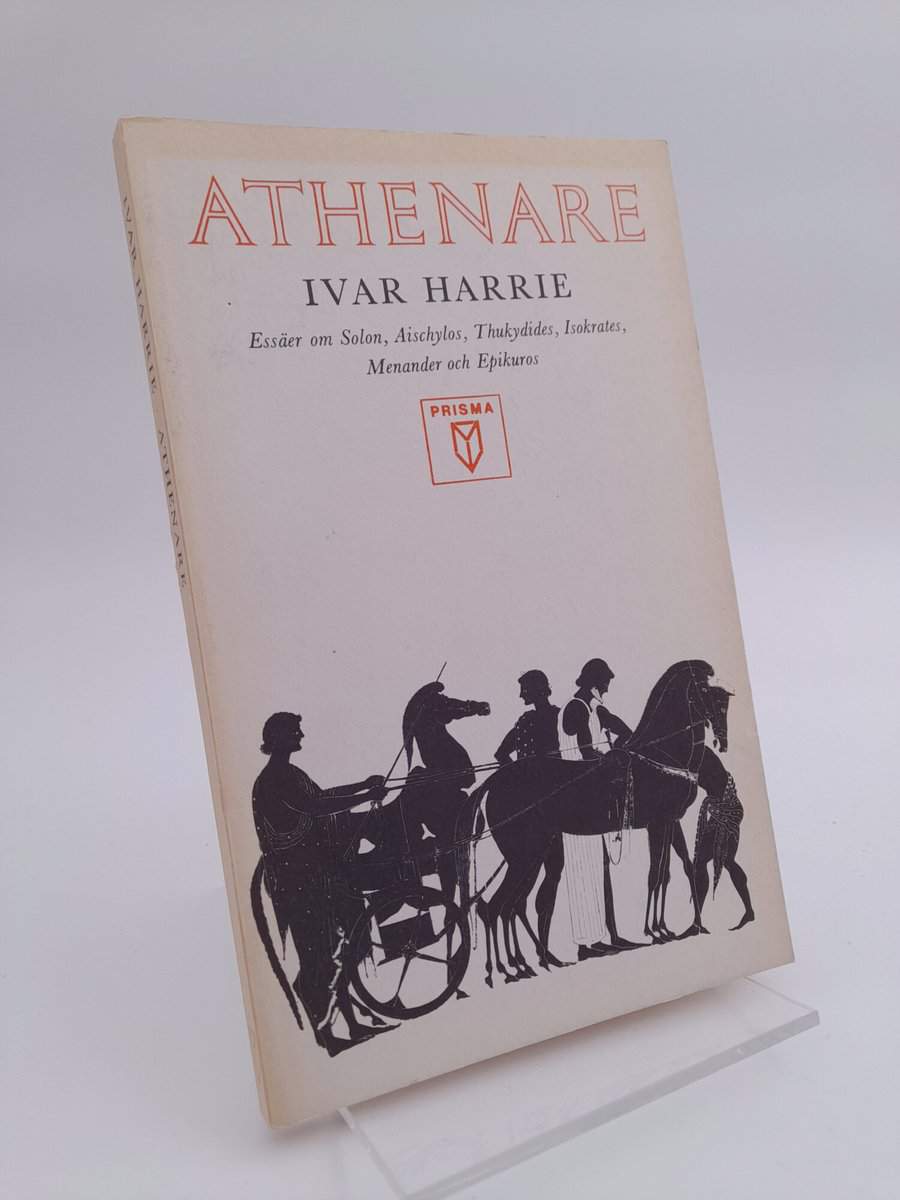 ATHENARE
IVAR HARRIE
Essäer om Solon, Aischylos, Thukydides, Isokrates,
Menander och Epikuros
PRISMA
IVAR HARRIE ATHENARE